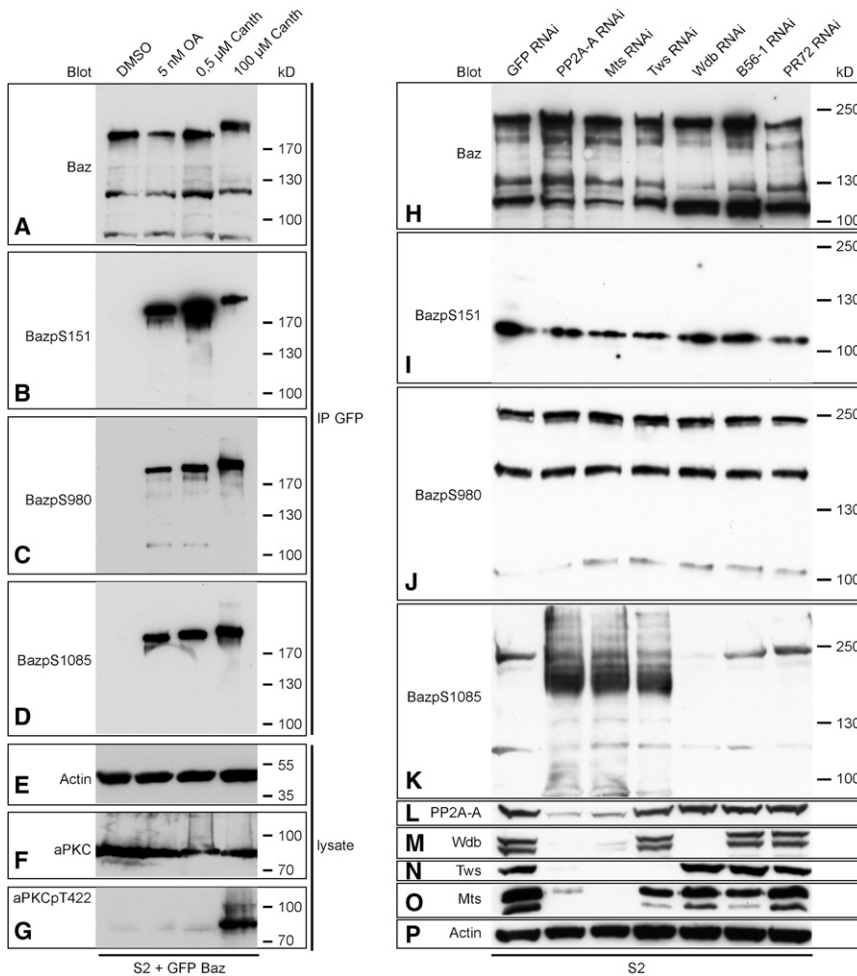 Blot DMSO 5 nM OA 0.5 µM Canth 100 µM Canth kD
Baz
170
130
100
A
BazpS151
170
130
100
B
IP GFP
BazpS980
170
130
100
C
BazpS1085
170
130
100
D
E Actin 55
35
F aPKC 100
70
lysate
aPKCpT422
G 100
70
S2 + GFP Baz
Blot GFP RNAi PP2A-A RNAi Mts RNAi Tws RNAi Wdb RNAi B56-1 RNAi PR72 RNAi kD
Baz
250
130
100
H
BazpS151
250
130
100
I
BazpS980
250
130
100
J
BazpS1085
250
130
100
K
L PP2A-A
M Wdb
N Tws
O Mts
P Actin
S2